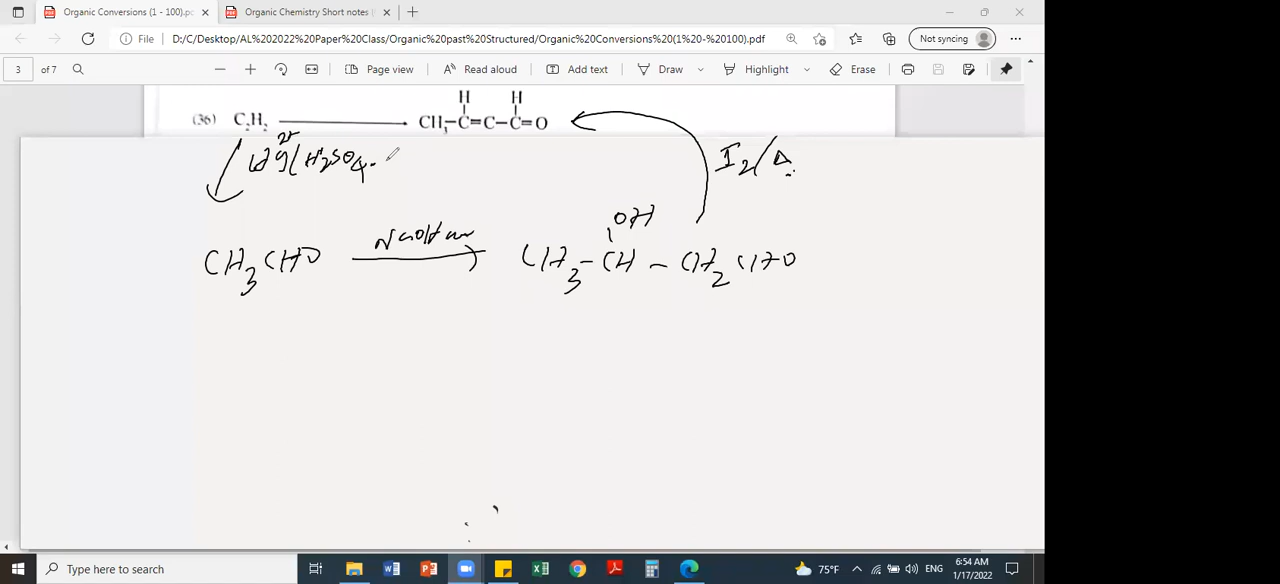 Organic Conversions (1 - 100).pc
Organic Chemistry Short notes (
File
D:/C/Desktop/AL%202022%20Paper%20Class/Organic%20past%20Structured/Organic%20Conversions%20(1%20-%20100).pdf
Not syncing
3 of 7
Page view
Read aloud
Add text
Draw
Highlight
Erase
H H
(36) C2H2 CH3-C=C-C=O
Hg2+/H2SO4.
I2/Δ
OH
NaOH
CH3CHO CH3-CH-CH2CHO
Type here to search
75°F
ENG
6:54 AM
1/17/2022